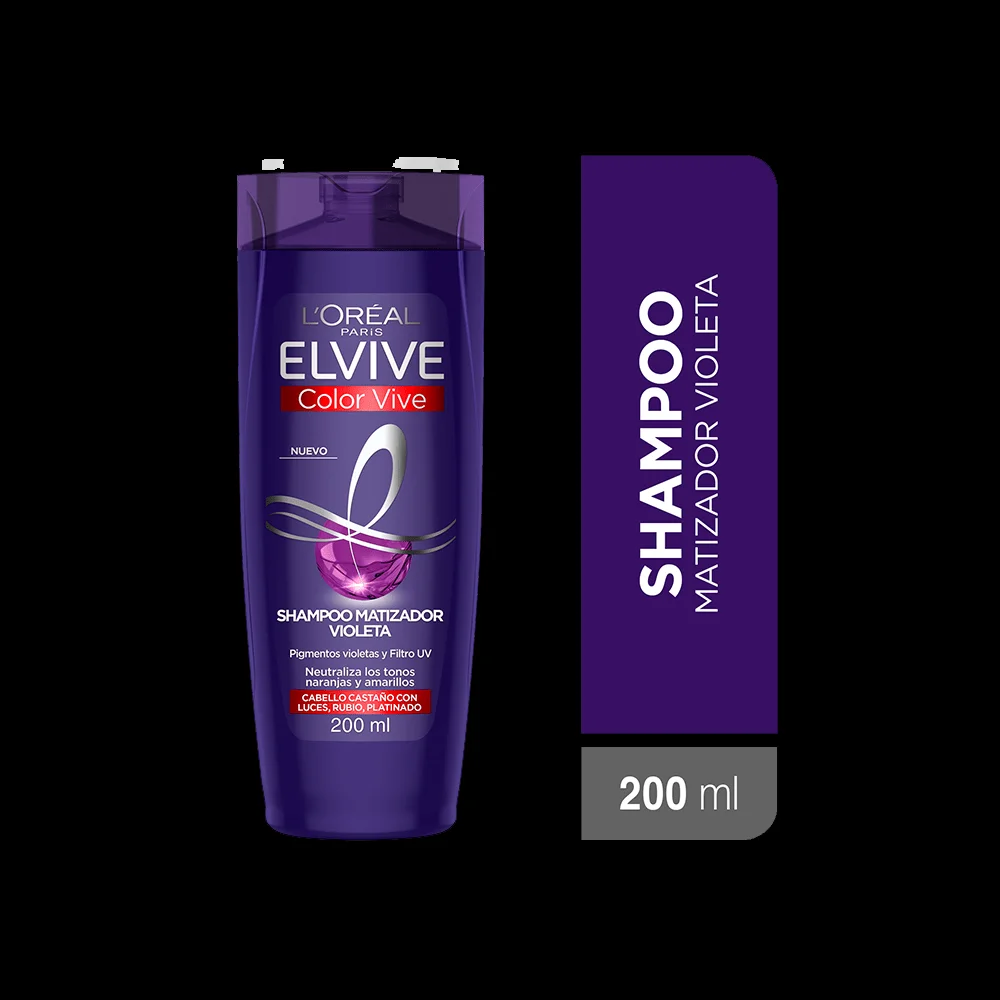 L'ORÉAL
PARIS
ELVIVE
Color Vive
NUEVO
SHAMPOO MATIZADOR
VIOLETA
Pigmentos violetas y Filtro UV
Neutraliza los tonos
naranjas y amarillos
CABELLO CASTAÑO CON
LUCES, RUBIO, PLATINADO
200 ml
SHAMPOO
MATIZADOR VIOLETA
200 ml